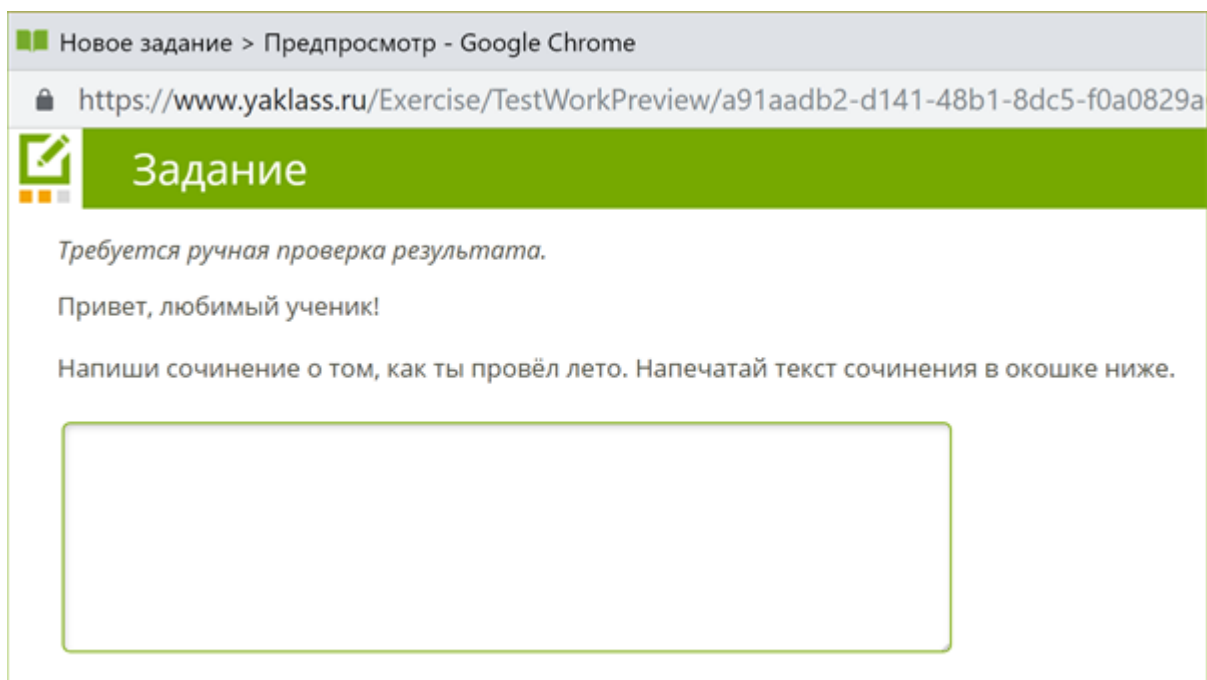 Новое задание > Предпросмотр - Google Chrome
https://www.yaklass.ru/Exercise/TestWorkPreview/a91aadb2-d141-48b1-8dc5-f0a0829a
Задание
Требуется ручная проверка результата.
Привет, любимый ученик!
Напиши сочинение о том, как ты провёл лето. Напечатай текст сочинения в окошке ниже.